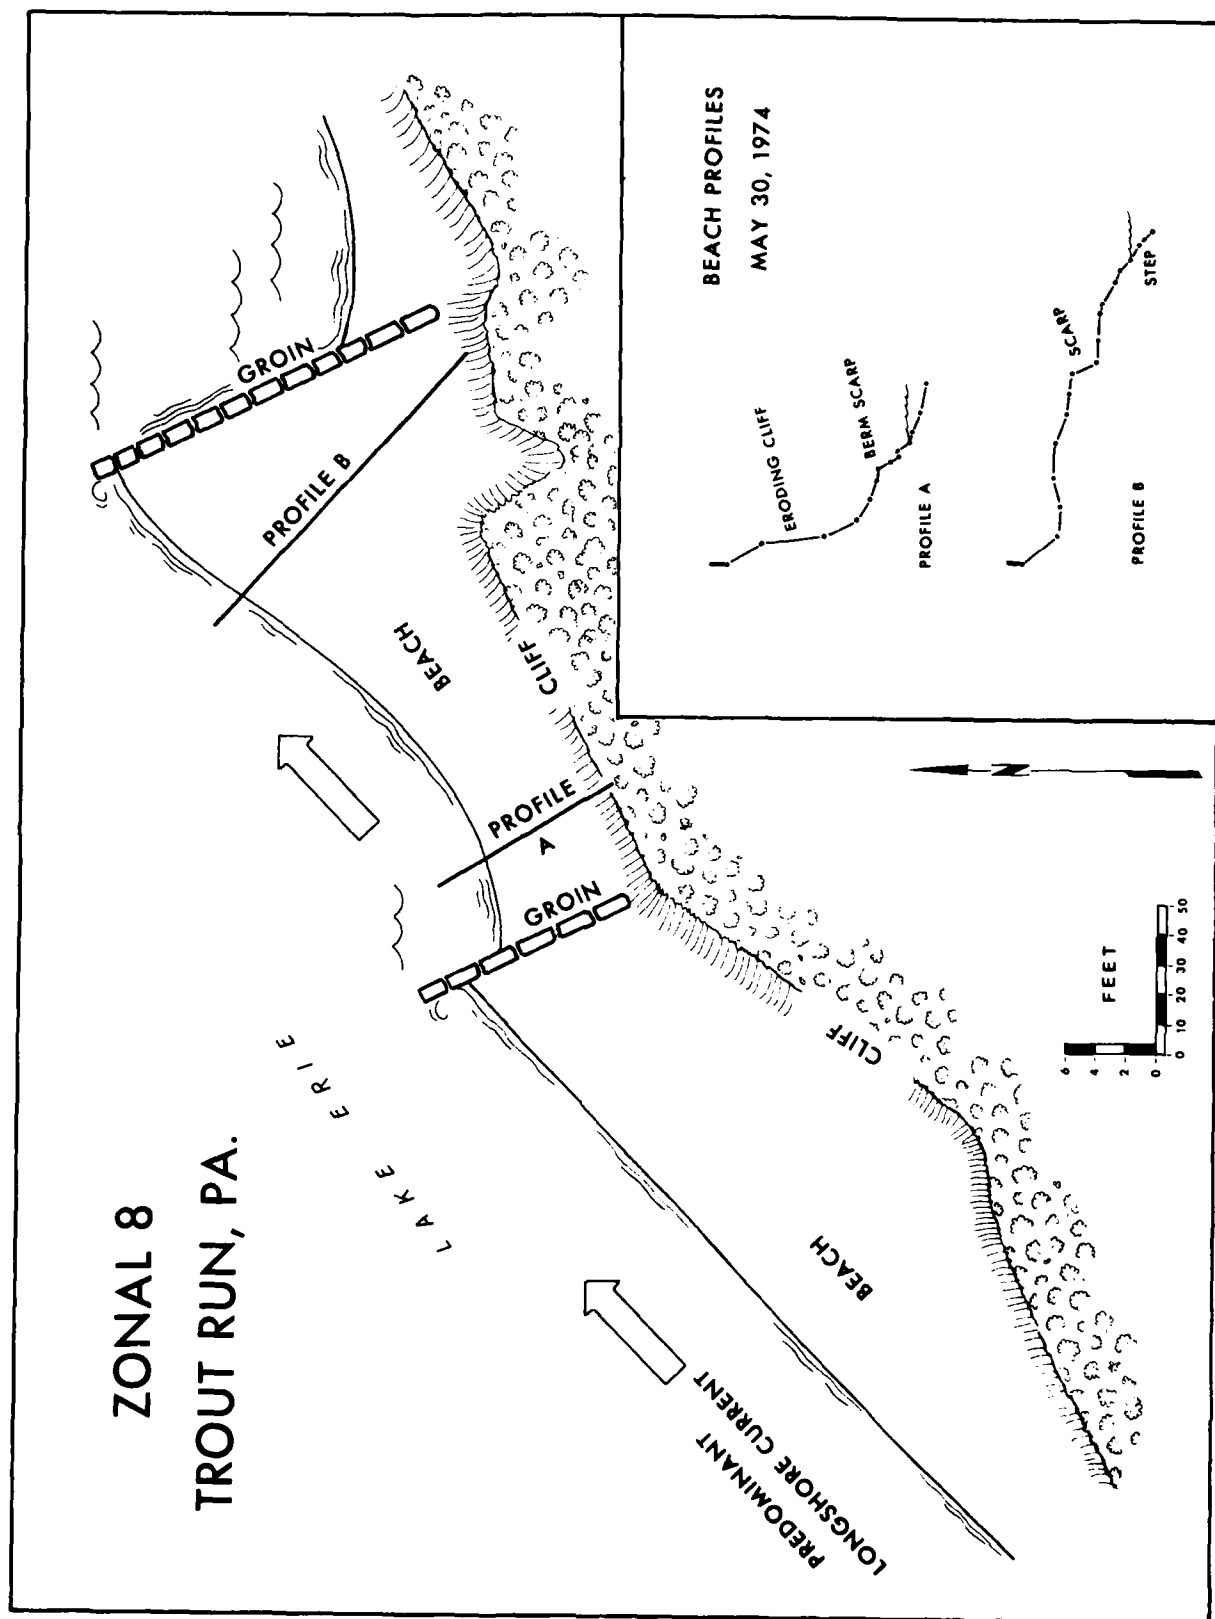 ZONAL 8
TROUT RUN, PA.
LAKE ERIE
PREDOMINANT
LONGSHORE CURRENT
BEACH
CLIFF
GROIN
PROFILE
A
BEACH
CLIFF
PROFILE B
GROIN
N
FEET
6
4
2
0
0 10 20 30 40 50
BEACH PROFILES
MAY 30, 1974
ERODING CLIFF
BERM SCARP
PROFILE A
SCARP
STEP
PROFILE B